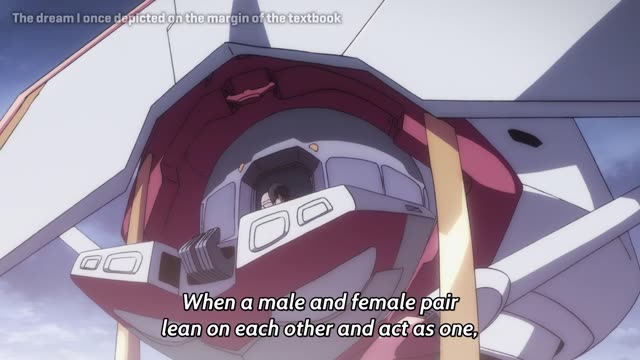 The dream I once depicted on the margin of the textbook
When a male and female pair
lean on each other and act as one,